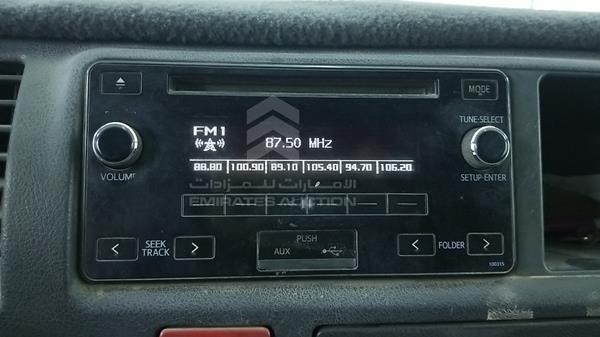 MODE
FM1
87.50 MHz
TUNE•SELECT
88.80 100.90 89.10 105.40 94.70 106.20
VOLUME
SETUP•ENTER
الامارات للمزادات
EMIRATES AUCTION
PUSH
AUX
< SEEK TRACK >
< FOLDER >
100315